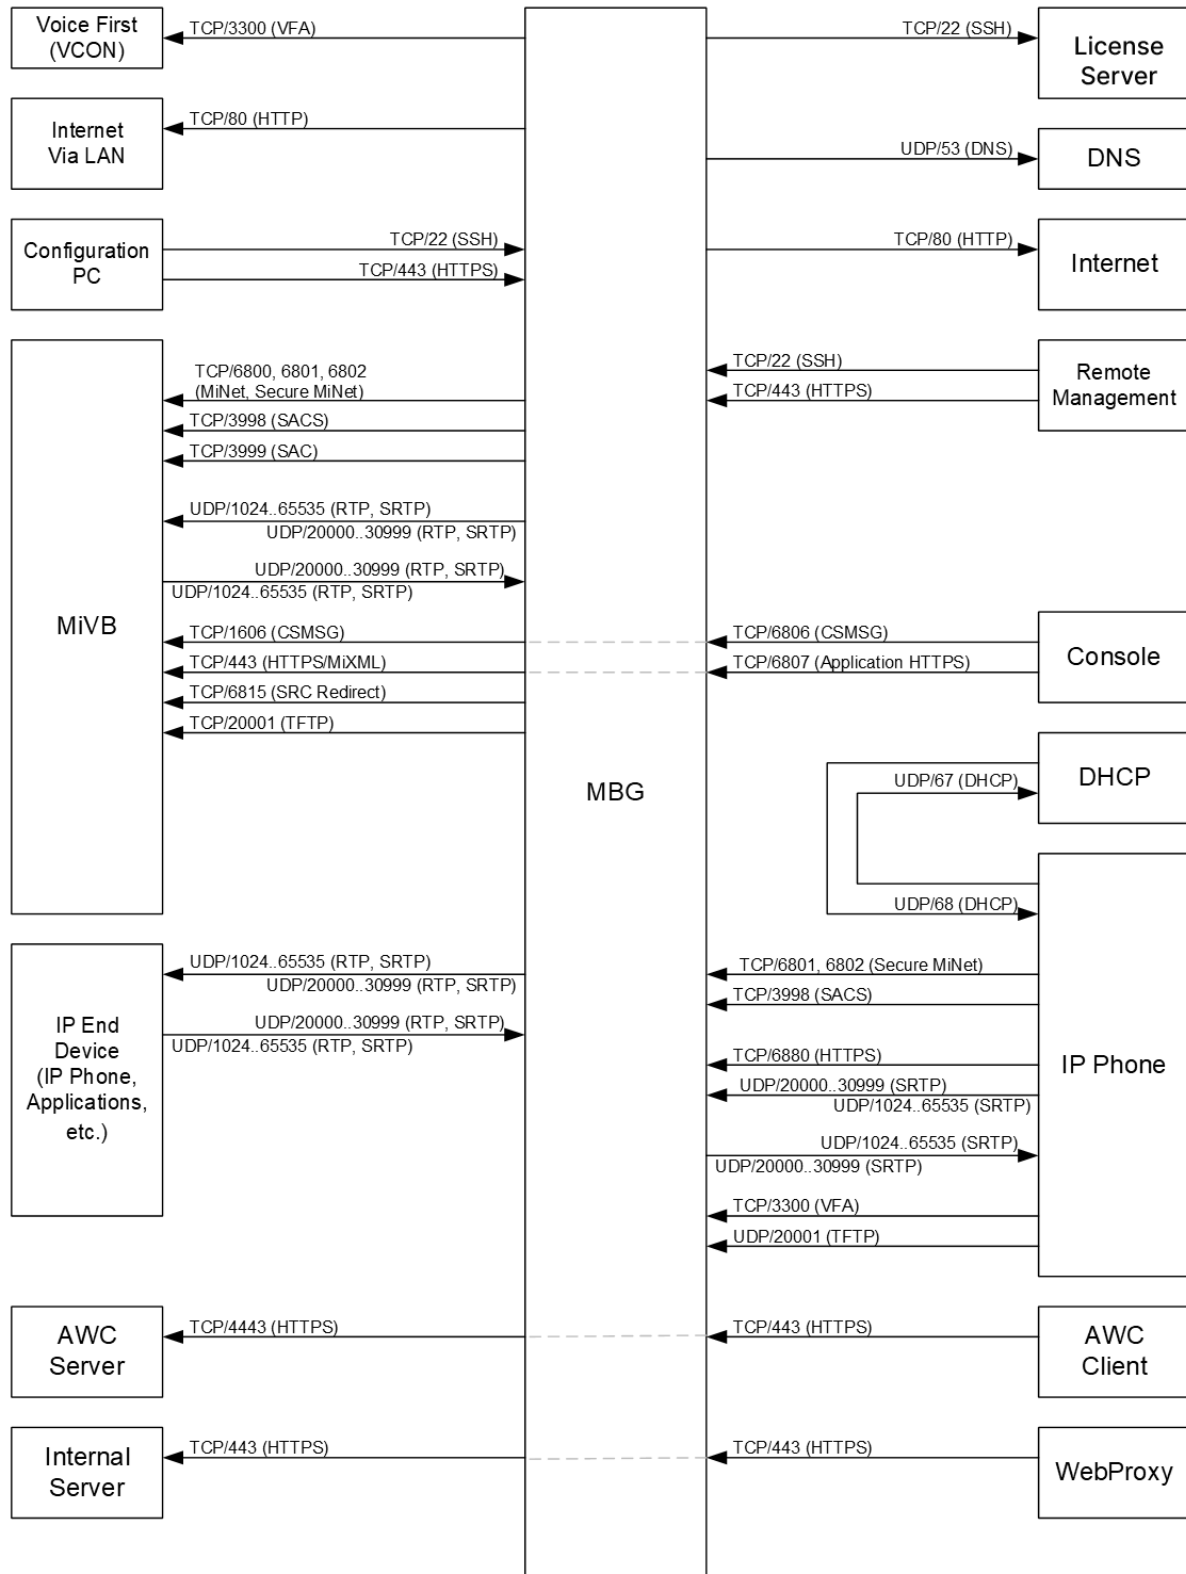 Voice First
(VCON)
TCP/3300 (VFA)
TCP/22 (SSH)
License
Server
Internet
Via LAN
TCP/80 (HTTP)
UDP/53 (DNS)
DNS
Configuration
PC
TCP/22 (SSH)
TCP/443 (HTTPS)
TCP/80 (HTTP)
Internet
TCP/22 (SSH)
TCP/443 (HTTPS)
Remote
Management
MiVB
TCP/6800, 6801, 6802
(MiNet, Secure MiNet)
TCP/3998 (SACS)
TCP/3999 (SAC)
UDP/1024..65535 (RTP, SRTP)
UDP/20000..30999 (RTP, SRTP)
UDP/20000..30999 (RTP, SRTP)
UDP/1024..65535 (RTP, SRTP)
TCP/1606 (CSMSG)
TCP/443 (HTTPS/MiXML)
TCP/6815 (SRC Redirect)
TCP/20001 (TFTP)
MBG
TCP/6806 (CSMSG)
TCP/6807 (Application HTTPS)
Console
UDP/67 (DHCP)
DHCP
UDP/68 (DHCP)
IP End
Device
(IP Phone,
Applications,
etc.)
UDP/1024..65535 (RTP, SRTP)
UDP/20000..30999 (RTP, SRTP)
UDP/20000..30999 (RTP, SRTP)
UDP/1024..65535 (RTP, SRTP)
TCP/6801, 6802 (Secure MiNet)
TCP/3998 (SACS)
TCP/6880 (HTTPS)
UDP/20000..30999 (SRTP)
UDP/1024..65535 (SRTP)
UDP/1024..65535 (SRTP)
UDP/20000..30999 (SRTP)
TCP/3300 (VFA)
UDP/20001 (TFTP)
IP Phone
AWC
Server
TCP/4443 (HTTPS)
TCP/443 (HTTPS)
AWC
Client
Internal
Server
TCP/443 (HTTPS)
TCP/443 (HTTPS)
WebProxy